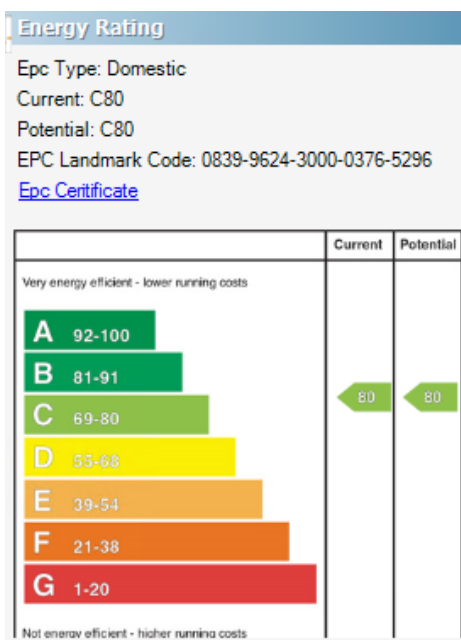 Energy Rating
Epc Type: Domestic
Current: C80
Potential: C80
EPC Landmark Code: 0839-9624-3000-0376-5296
Epc Ceritificate
Current Potential
Very energy efficient - lower running costs
A 92-100
B 81-91
C 69-80
80 80
D 55-68
E 39-54
F 21-38
G 1-20
Not energy efficient - higher running costs